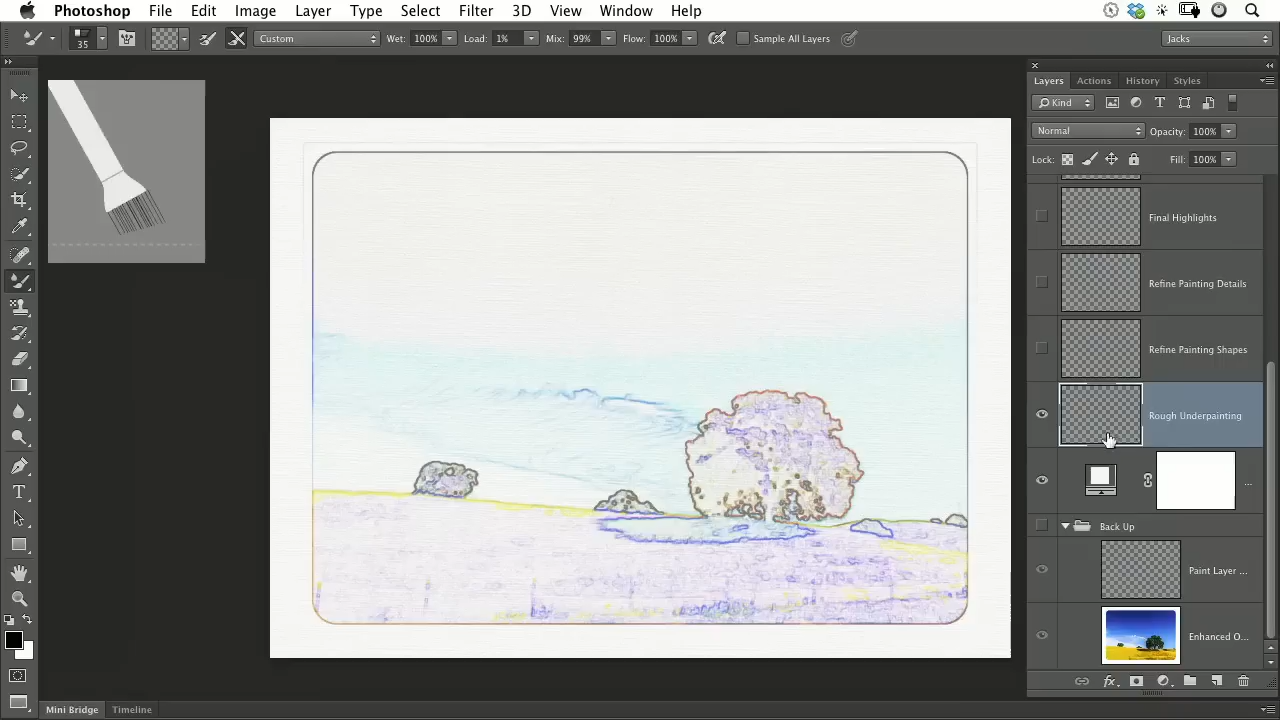 Photoshop File Edit Image Layer Type Select Filter 3D View Window Help
35 Custom Wet: 100% Load: 1% Mix: 99% Flow: 100% Sample All Layers Jacks
Layers Actions History Styles
Kind
Normal Opacity: 100%
Lock: Fill: 100%
Final Highlights
Refine Painting Details
Refine Painting Shapes
Rough Underpainting
...
Back Up
Paint Layer ...
Enhanced O...
Mini Bridge Timeline